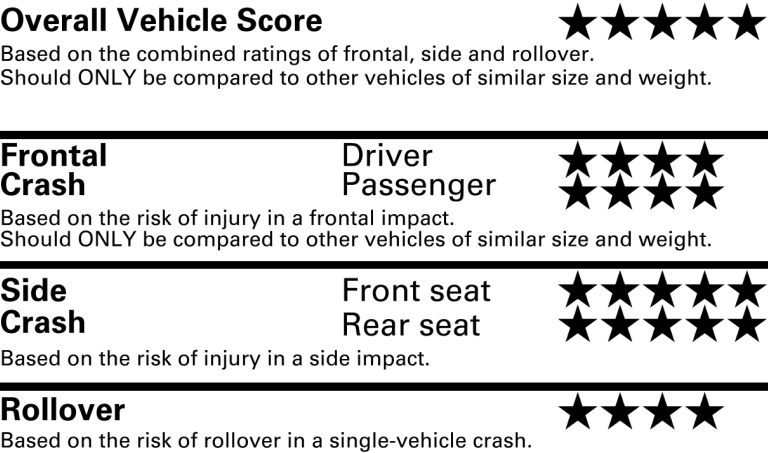 Overall Vehicle Score ★★★★★
Based on the combined ratings of frontal, side and rollover.
Should ONLY be compared to other vehicles of similar size and weight.
Frontal Driver ★★★★
Crash Passenger ★★★★
Based on the risk of injury in a frontal impact.
Should ONLY be compared to other vehicles of similar size and weight.
Side Front seat ★★★★★
Crash Rear seat ★★★★★
Based on the risk of injury in a side impact.
Rollover ★★★★
Based on the risk of rollover in a single-vehicle crash.